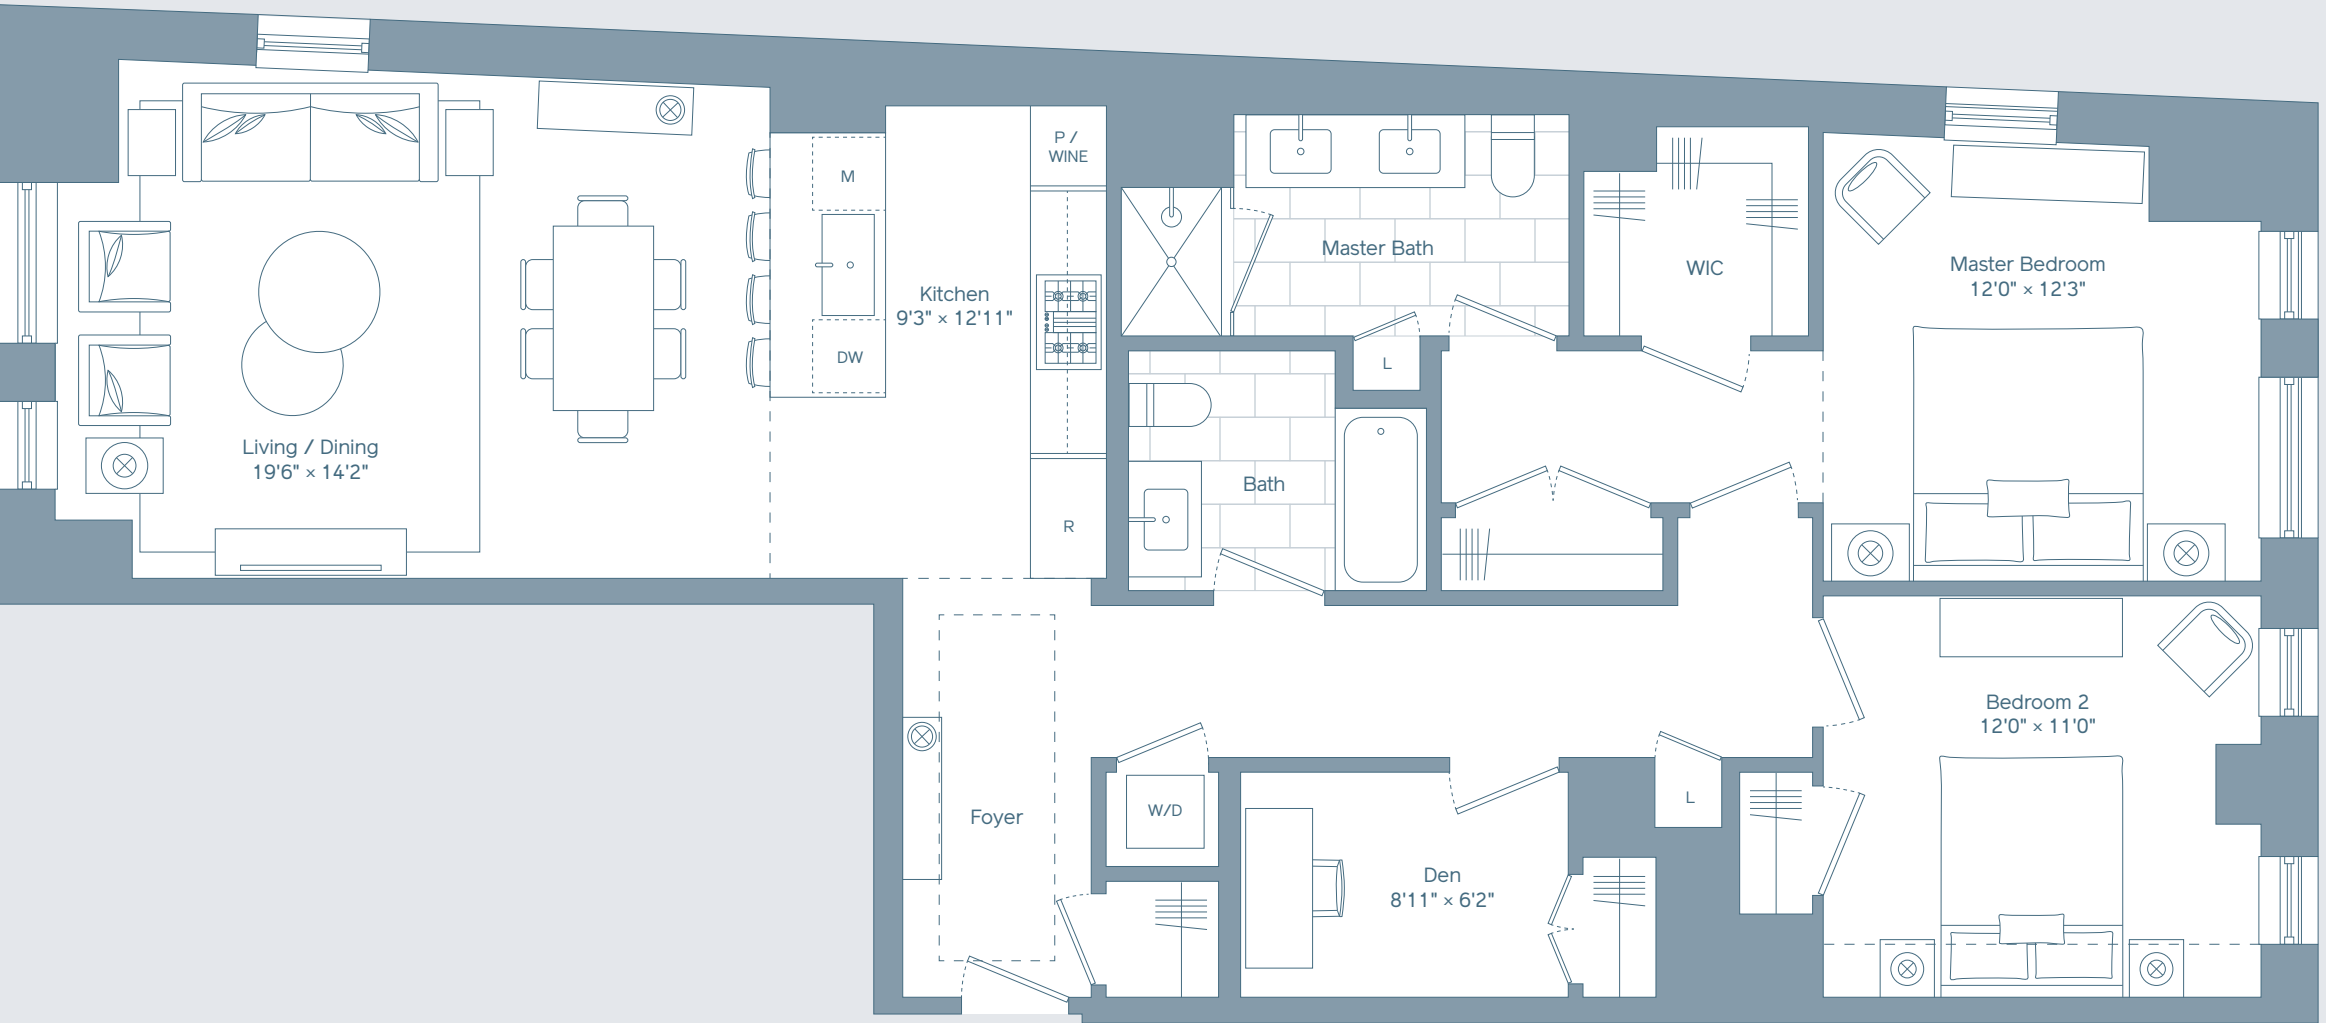 P /
WINE
M
Master Bath
WIC
Master Bedroom
12'0" × 12'3"
Kitchen
9'3" × 12'11"
DW
L
Living / Dining
19'6" × 14'2"
Bath
R
Bedroom 2
12'0" × 11'0"
L
W/D
Foyer
Den
8'11" × 6'2"